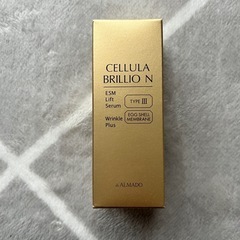 CELLULA
BRILLIO N
ESM
Lift
Serum
TYPE III
Wrinkle
Plus
EGG-SHELL
MEMBRANE
ALMADO